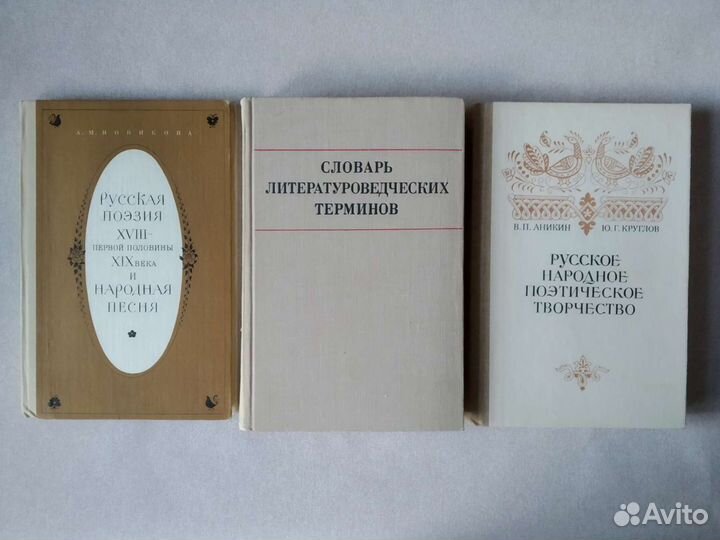 А. М. НОВИКОВА
РУССКАЯ
ПОЭЗИЯ
XVIII-
ПЕРВОЙ ПОЛОВИНЫ
XIX ВЕКА
И
НАРОДНАЯ
ПЕСНЯ
СЛОВАРЬ
ЛИТЕРАТУРОВЕДЧЕСКИХ
ТЕРМИНОВ
В. П. АНИКИН Ю. Г. КРУГЛОВ
РУССКОЕ
НАРОДНОЕ
ПОЭТИЧЕСКОЕ
ТВОРЧЕСТВО
Avito